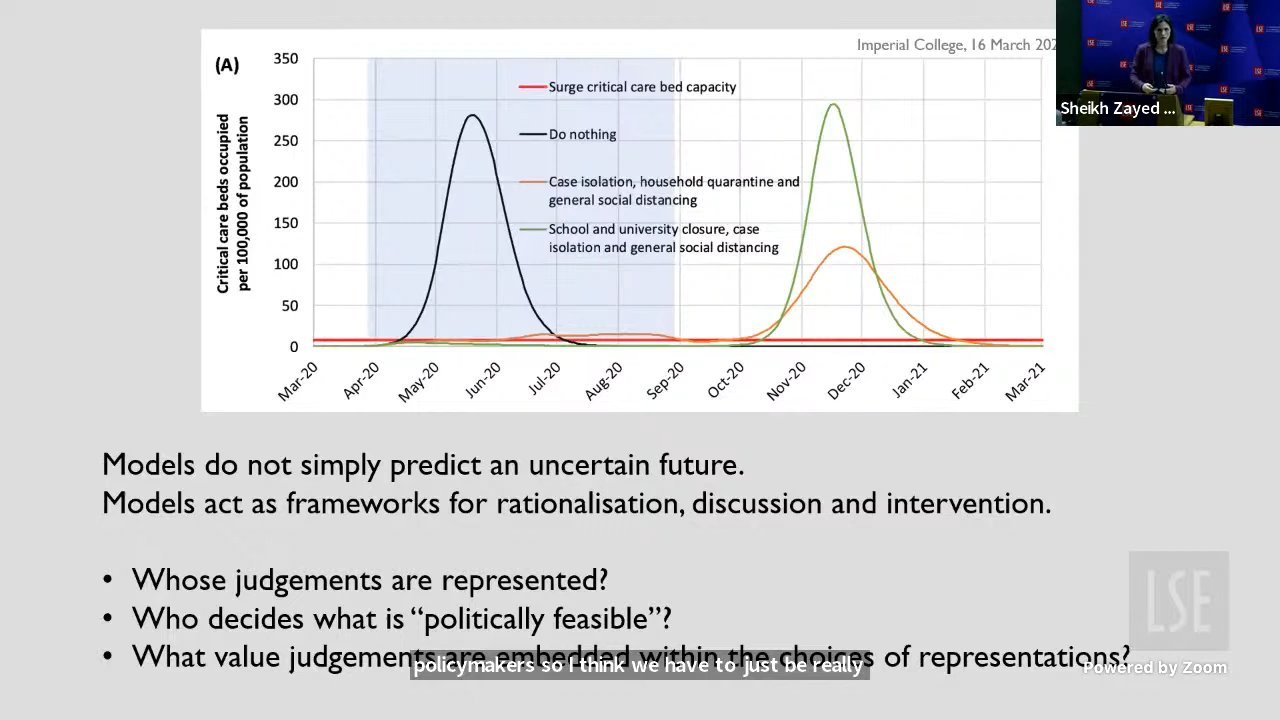 Imperial College, 16 March 202
(A)
Critical care beds occupied
per 100,000 of population
350
300
250
200
150
100
50
0
Surge critical care bed capacity
Do nothing
Case isolation, household quarantine and
general social distancing
School and university closure, case
isolation and general social distancing
Mar-20
Apr-20
May-20
Jun-20
Jul-20
Aug-20
Sep-20
Oct-20
Nov-20
Dec-20
Jan-21
Feb-21
Mar-21
LSE
Sheikh Zayed ...
Models do not simply predict an uncertain future.
Models act as frameworks for rationalisation, discussion and intervention.
• Whose judgements are represented?
• Who decides what is “politically feasible”?
• What value judgements are embedded within the choices of representations?
policymakers so I think we have to just be really
LSE
Powered by Zoom